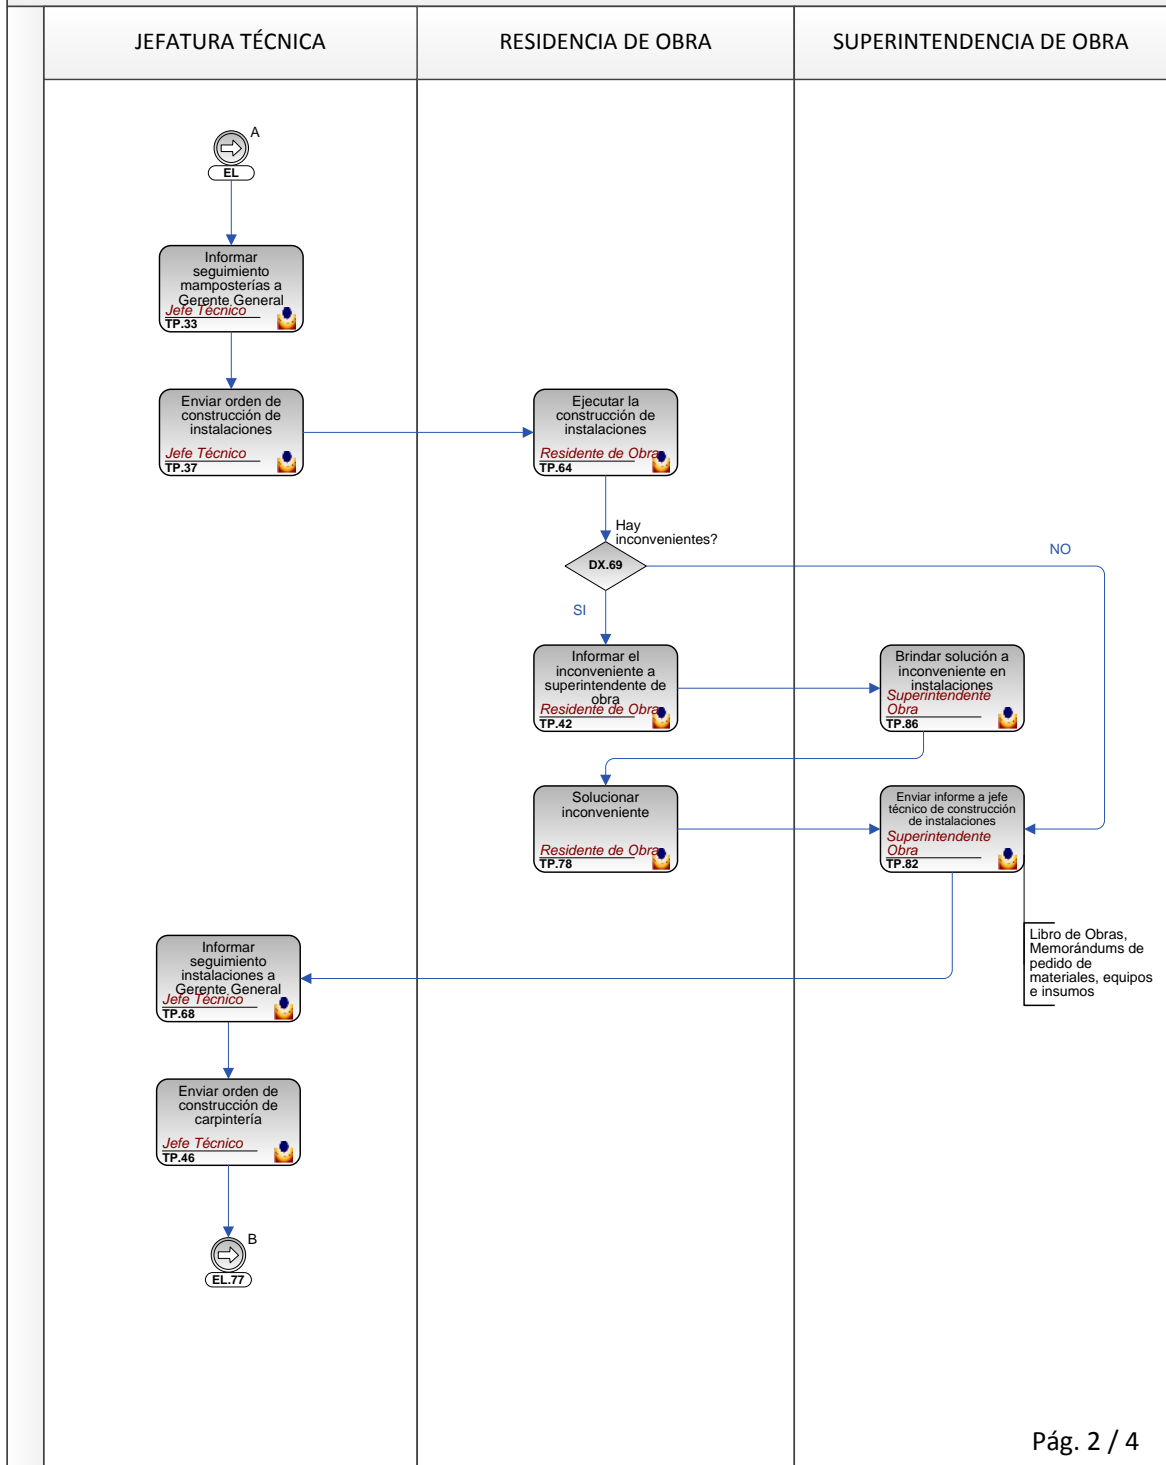 JEFATURA TÉCNICA
RESIDENCIA DE OBRA
SUPERINTENDENCIA DE OBRA
A
EL
Informar
seguimiento
mamposterías a
Gerente General
Jefe Técnico
TP.33
Enviar orden de
construcción de
instalaciones
Jefe Técnico
TP.37
Ejecutar la
construcción de
instalaciones
Residente de Obra
TP.64
Hay
inconvenientes?
DX.69
NO
SI
Informar el
inconveniente a
superintendente de
obra
Residente de Obra
TP.42
Brindar solución a
inconveniente en
instalaciones
Superintendente
Obra
TP.86
Solucionar
inconveniente
Residente de Obra
TP.78
Enviar informe a jefe
técnico de construcción
de instalaciones
Superintendente
Obra
TP.82
Libro de Obras,
Memorándums de
pedido de
materiales, equipos
e insumos
Informar
seguimiento
instalaciones a
Gerente General
Jefe Técnico
TP.68
Enviar orden de
construcción de
carpintería
Jefe Técnico
TP.46
B
EL.77
Pág. 2 / 4